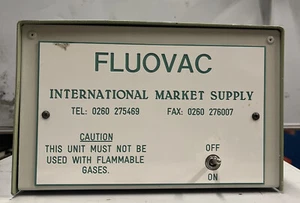 FLUOVAC
INTERNATIONAL MARKET SUPPLY
TEL: 0260 275469 FAX: 0260 276007
CAUTION
THIS UNIT MUST NOT BE
USED WITH FLAMMABLE
GASES.
OFF
ON